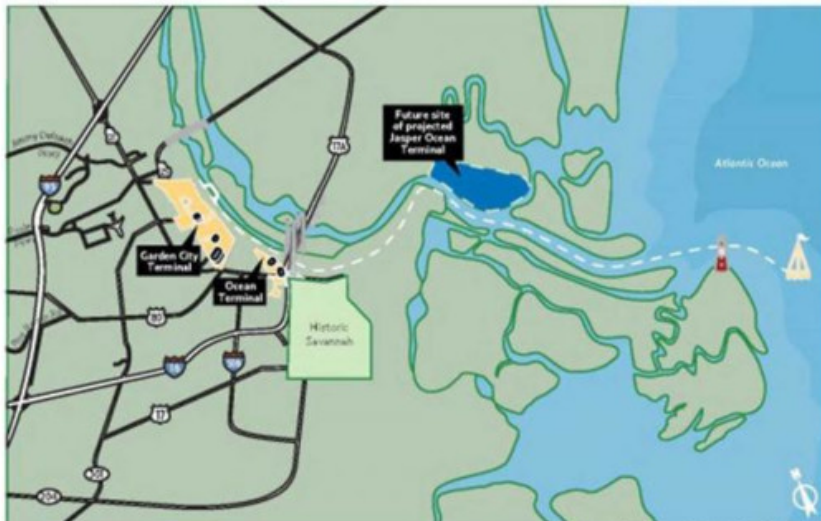 Future site
of projected
Jasper Ocean
Terminal
Atlantic Ocean
17A
95
Garden City
Terminal
Ocean
Terminal
Historic
Savannah
80
16
17
204